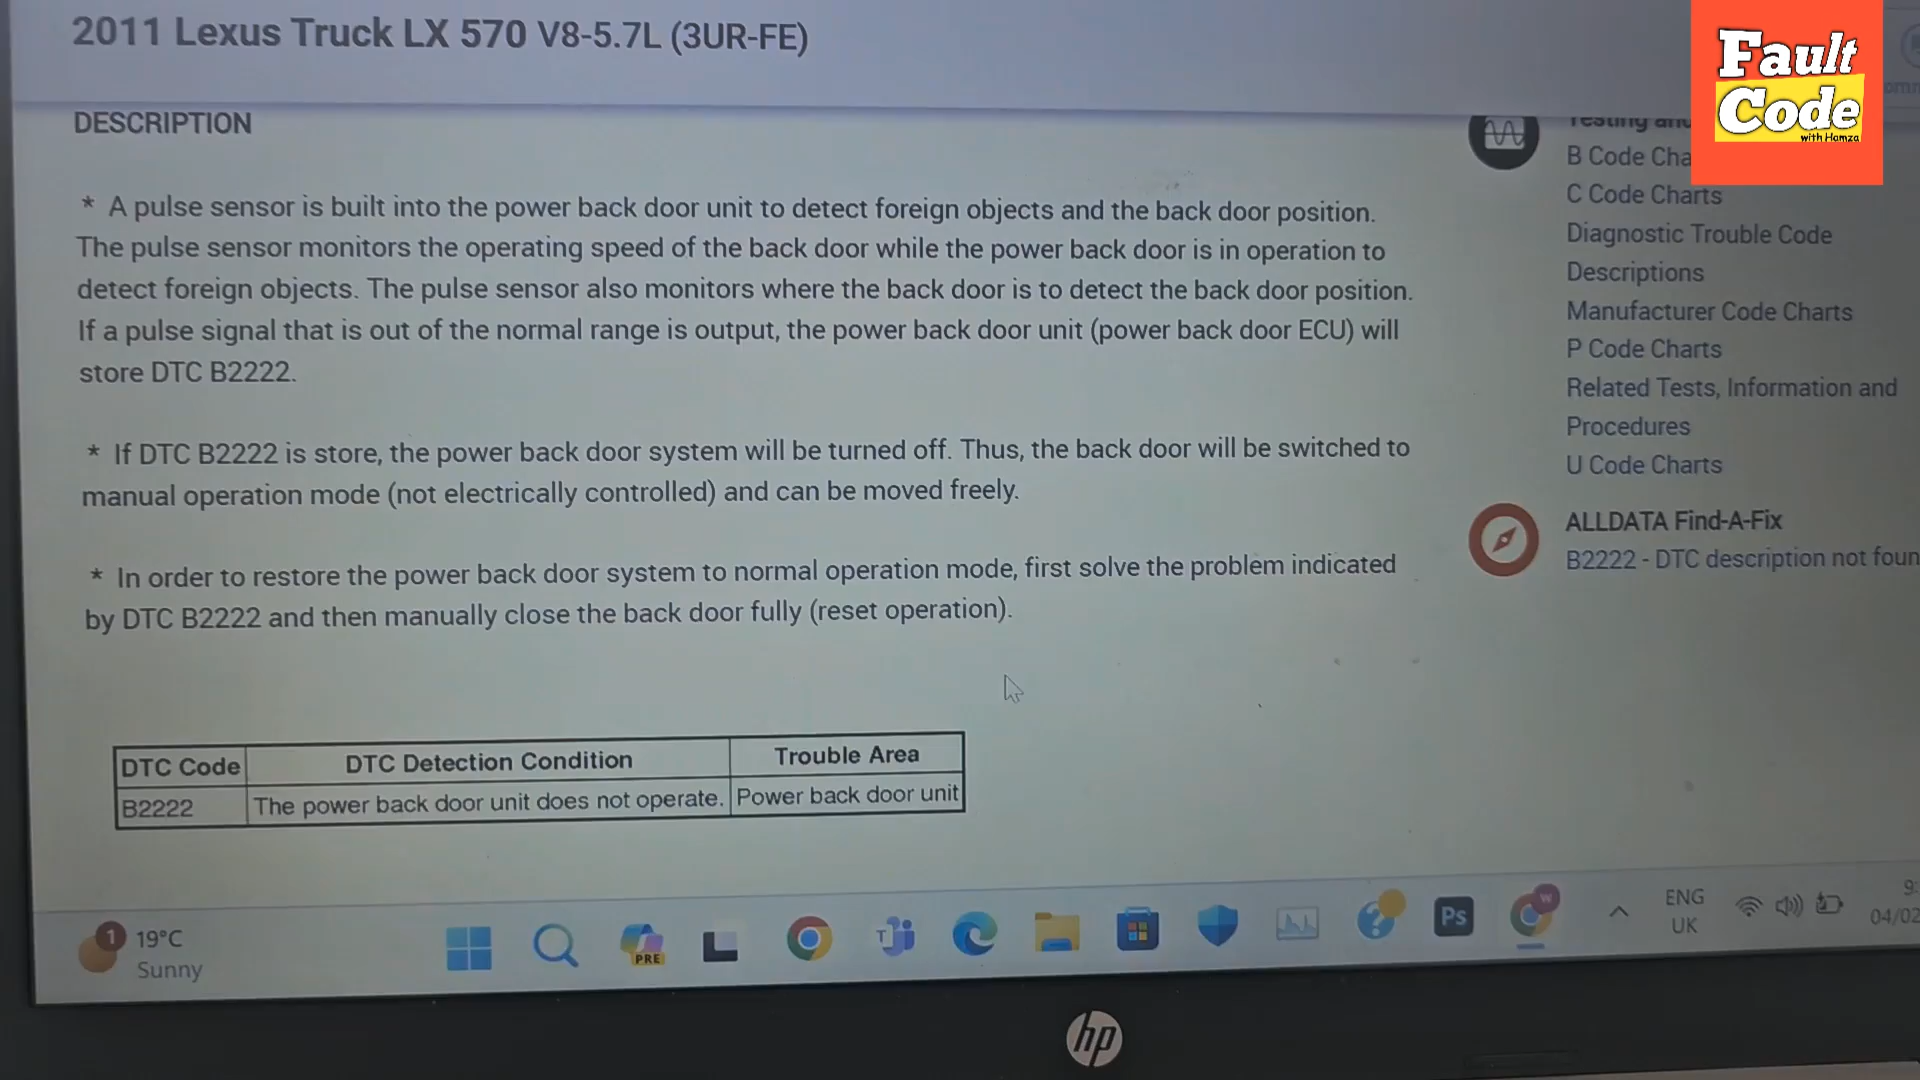 2011 Lexus Truck LX 570 V8-5.7L (3UR-FE)
Fault
Code
with Hamza
DESCRIPTION
* A pulse sensor is built into the power back door unit to detect foreign objects and the back door position.
The pulse sensor monitors the operating speed of the back door while the power back door is in operation to
detect foreign objects. The pulse sensor also monitors where the back door is to detect the back door position.
If a pulse signal that is out of the normal range is output, the power back door unit (power back door ECU) will
store DTC B2222.
* If DTC B2222 is store, the power back door system will be turned off. Thus, the back door will be switched to
manual operation mode (not electrically controlled) and can be moved freely.
* In order to restore the power back door system to normal operation mode, first solve the problem indicated
by DTC B2222 and then manually close the back door fully (reset operation).
DTC Code DTC Detection Condition Trouble Area
B2222 The power back door unit does not operate. Power back door unit
B Code Cha
C Code Charts
Diagnostic Trouble Code
Descriptions
Manufacturer Code Charts
P Code Charts
Related Tests, Information and
Procedures
U Code Charts
ALLDATA Find-A-Fix
B2222 - DTC description not foun
1
19°C
Sunny
PRE
T
Ps
W
ENG
UK
9:
04/02
hp